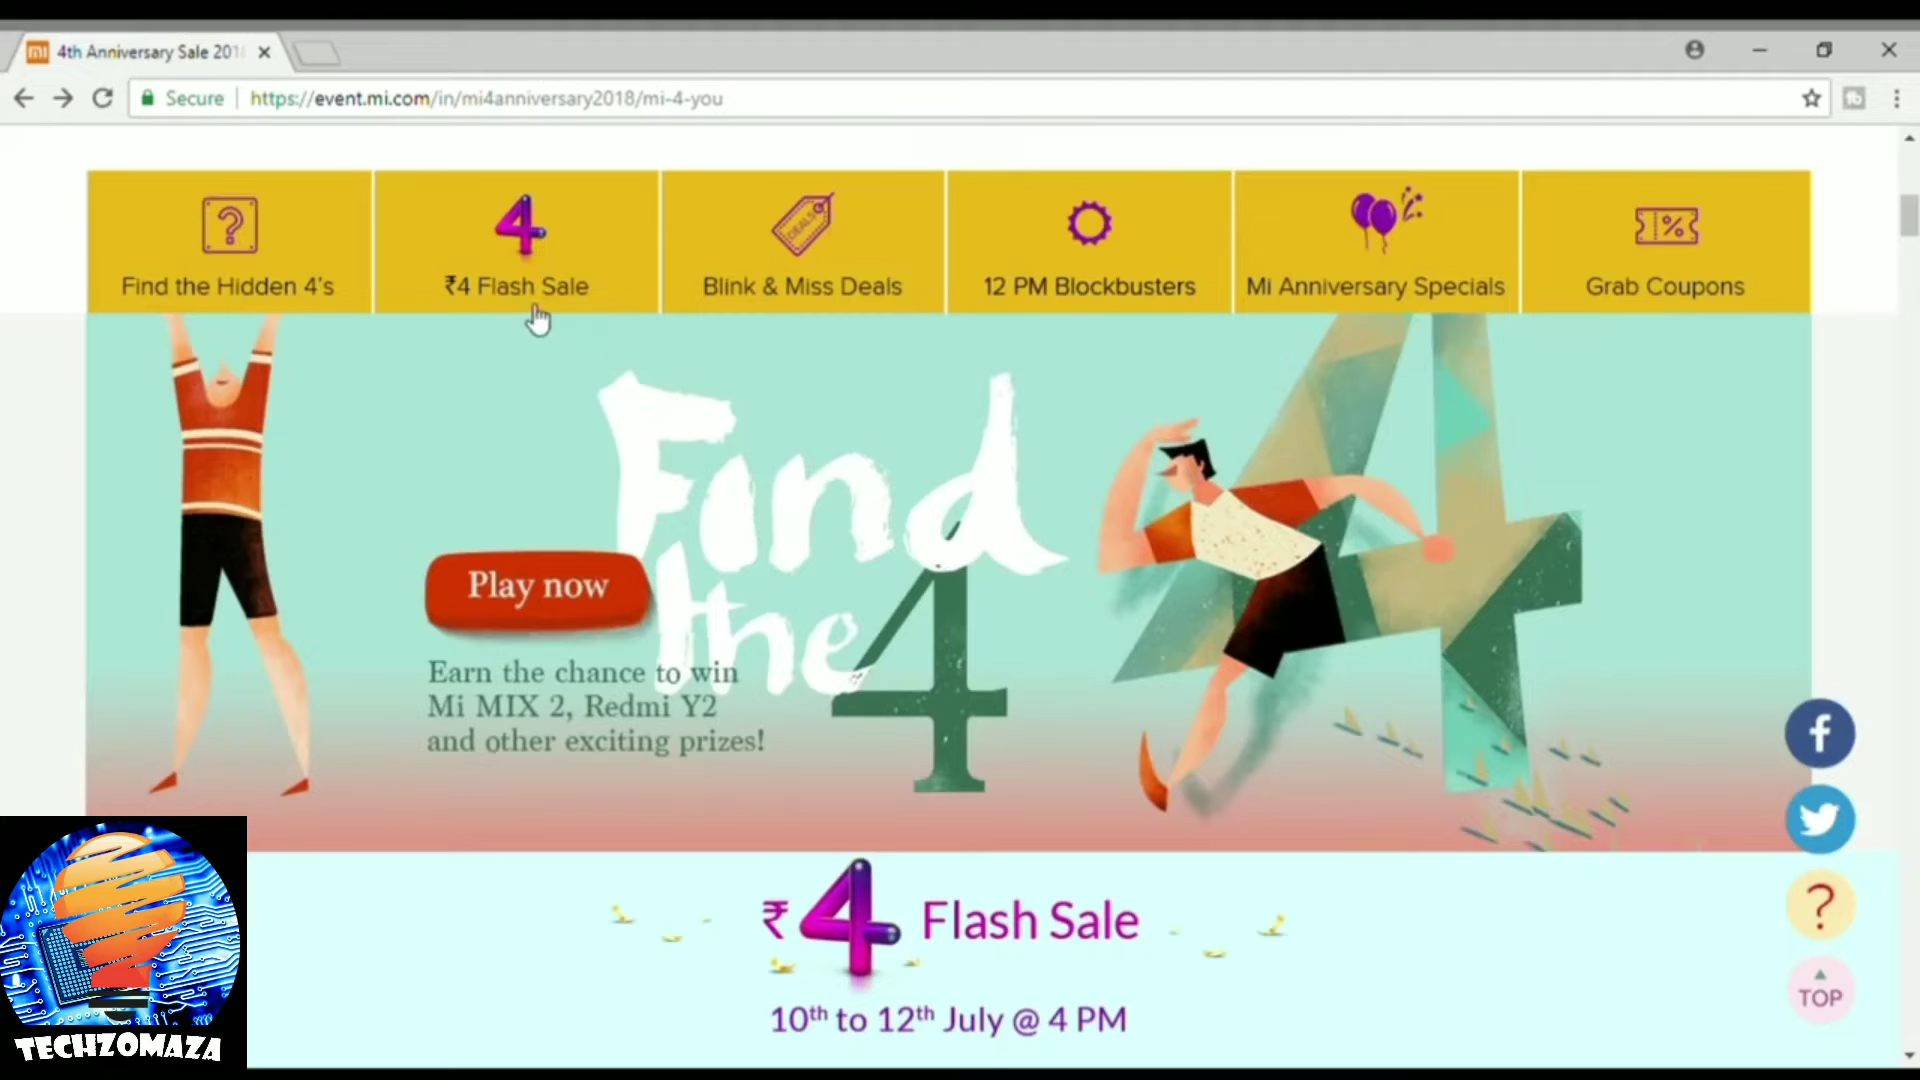 4th Anniversary Sale 201
Secure
https://event.mi.com/in/mi4anniversary2018/mi-4-you
Find the Hidden 4's
₹4 Flash Sale
DEALS
Blink & Miss Deals
12 PM Blockbusters
Mi Anniversary Specials
Grab Coupons
Find
the 4
Play now
Earn the chance to win
Mi MIX 2, Redmi Y2
and other exciting prizes!
₹4 Flash Sale
10th to 12th July @ 4 PM
TOP
TECHZOMAZA